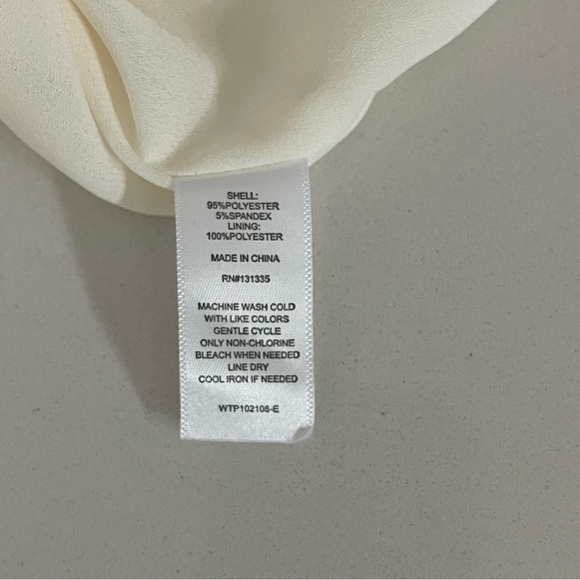 SHELL:
95%POLYESTER
5%SPANDEX
LINING:
100%POLYESTER
MADE IN CHINA
RN#131335
MACHINE WASH COLD
WITH LIKE COLORS
GENTLE CYCLE
ONLY NON-CHLORINE
BLEACH WHEN NEEDED
LINE DRY
COOL IRON IF NEEDED
WTP102106-E